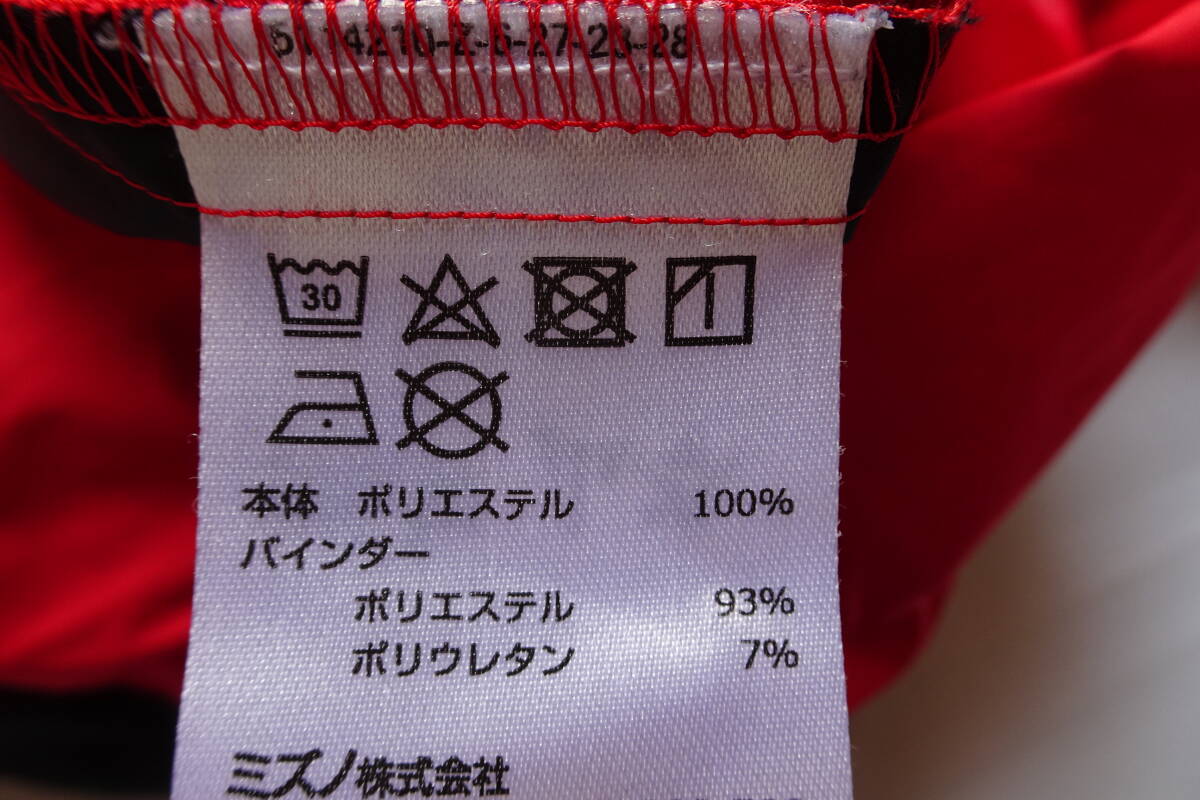 30
本体 ポリエステル 100%
バインダー
ポリエステル 93%
ポリウレタン 7%
ミズノ株式会社